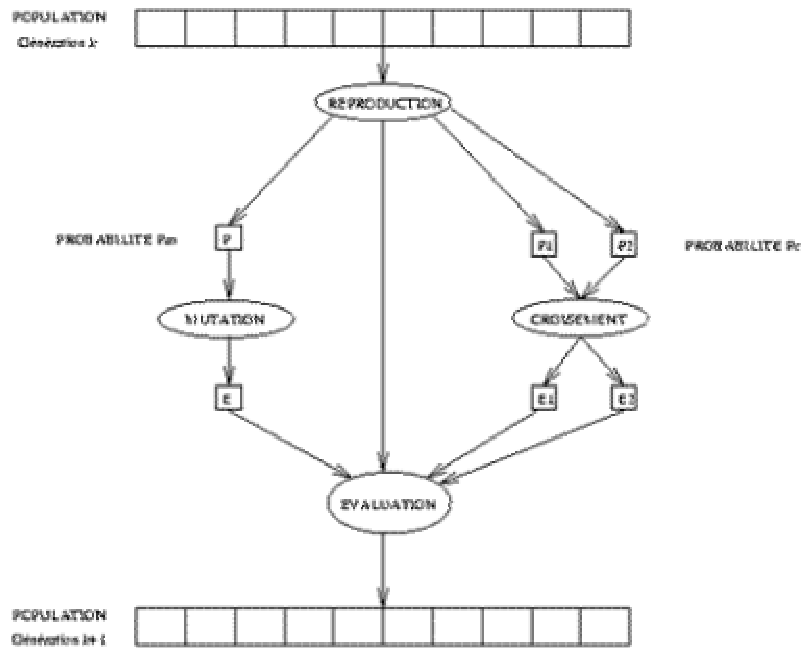 POPULATION
Génération k
REPRODUCTION
PROBABILITE Pm
P
P1
P2
PROBABILITE Pc
MUTATION
CROISEMENT
E
E1
E2
EVALUATION
POPULATION
Génération k+1